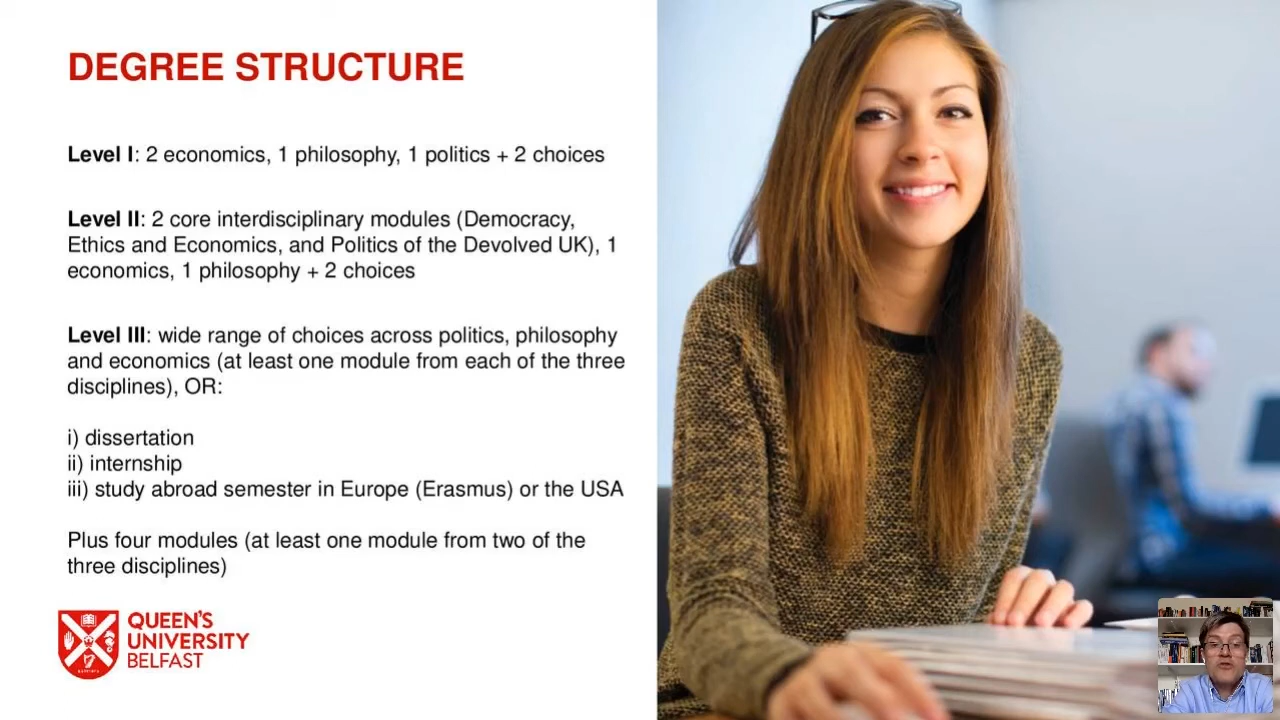 DEGREE STRUCTURE
Level I: 2 economics, 1 philosophy, 1 politics + 2 choices
Level II: 2 core interdisciplinary modules (Democracy,
Ethics and Economics, and Politics of the Devolved UK), 1
economics, 1 philosophy + 2 choices
Level III: wide range of choices across politics, philosophy
and economics (at least one module from each of the three
disciplines), OR:
i) dissertation
ii) internship
iii) study abroad semester in Europe (Erasmus) or the USA
Plus four modules (at least one module from two of the
three disciplines)
QUEEN'S
UNIVERSITY
BELFAST